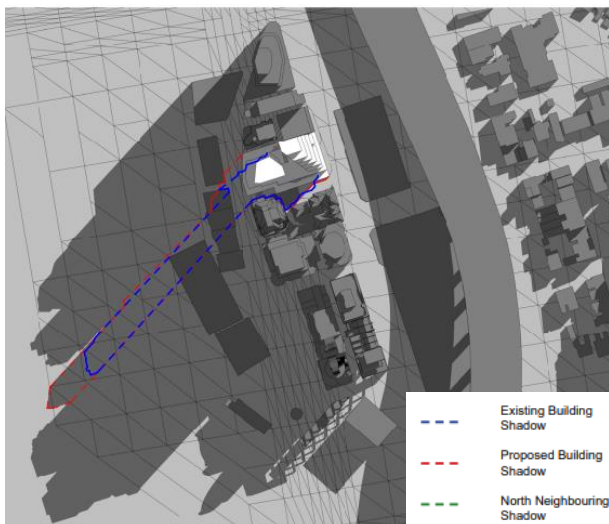 Existing Building
Shadow
Proposed Building
Shadow
North Neighbouring
Shadow